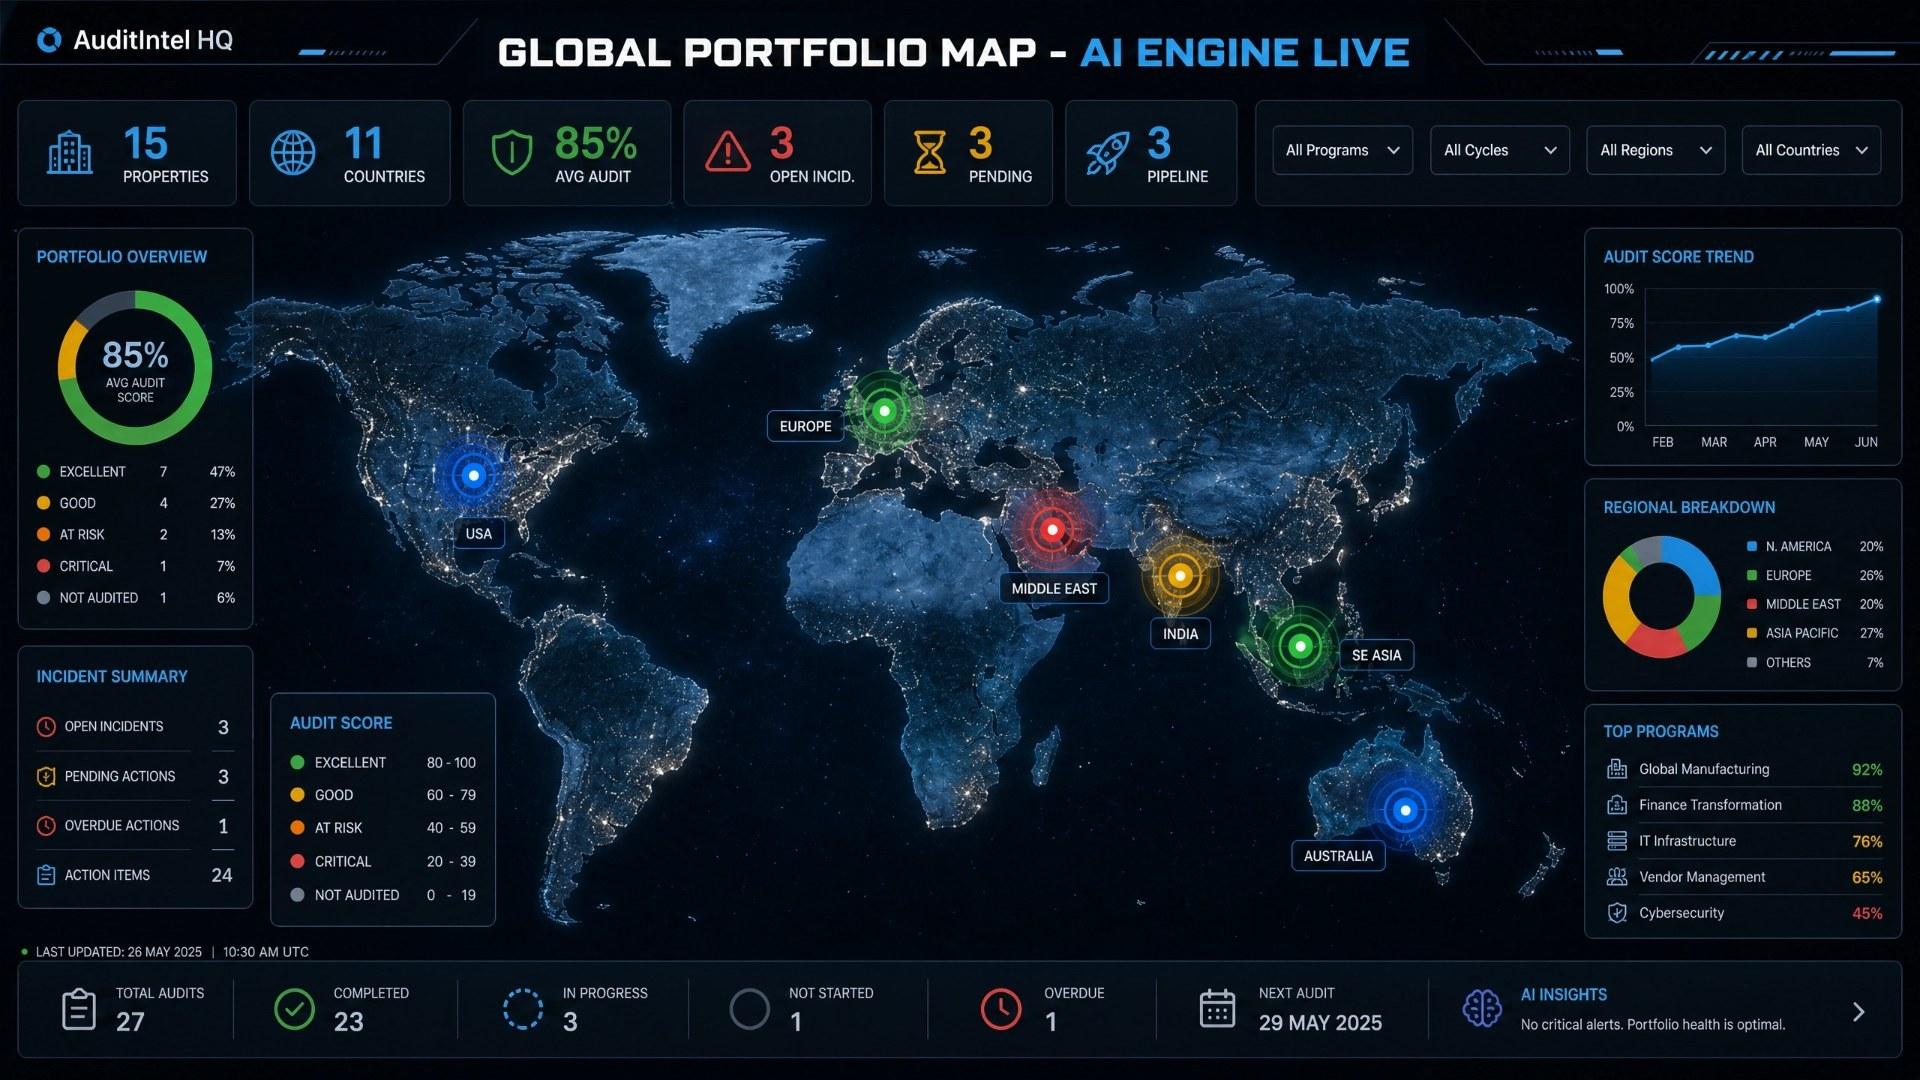 AuditIntel HQ
GLOBAL PORTFOLIO MAP - AI ENGINE LIVE
15
PROPERTIES
11
COUNTRIES
85%
AVG AUDIT
3
OPEN INCID.
3
PENDING
3
PIPELINE
All Programs
All Cycles
All Regions
All Countries
PORTFOLIO OVERVIEW
85%
AVG AUDIT
SCORE
EXCELLENT 7 47%
GOOD 4 27%
AT RISK 2 13%
CRITICAL 1 7%
NOT AUDITED 1 6%
INCIDENT SUMMARY
OPEN INCIDENTS 3
PENDING ACTIONS 3
OVERDUE ACTIONS 1
ACTION ITEMS 24
AUDIT SCORE
EXCELLENT 80 - 100
GOOD 60 - 79
AT RISK 40 - 59
CRITICAL 20 - 39
NOT AUDITED 0 - 19
USA
EUROPE
MIDDLE EAST
INDIA
SE ASIA
AUSTRALIA
AUDIT SCORE TREND
100%
75%
50%
25%
0%
FEB MAR APR MAY JUN
REGIONAL BREAKDOWN
N. AMERICA 20%
EUROPE 26%
MIDDLE EAST 20%
ASIA PACIFIC 27%
OTHERS 7%
TOP PROGRAMS
Global Manufacturing 92%
Finance Transformation 88%
IT Infrastructure 76%
Vendor Management 65%
Cybersecurity 45%
LAST UPDATED: 26 MAY 2025 | 10:30 AM UTC
TOTAL AUDITS
27
COMPLETED
23
IN PROGRESS
3
NOT STARTED
1
OVERDUE
1
NEXT AUDIT
29 MAY 2025
AI INSIGHTS
No critical alerts. Portfolio health is optimal.